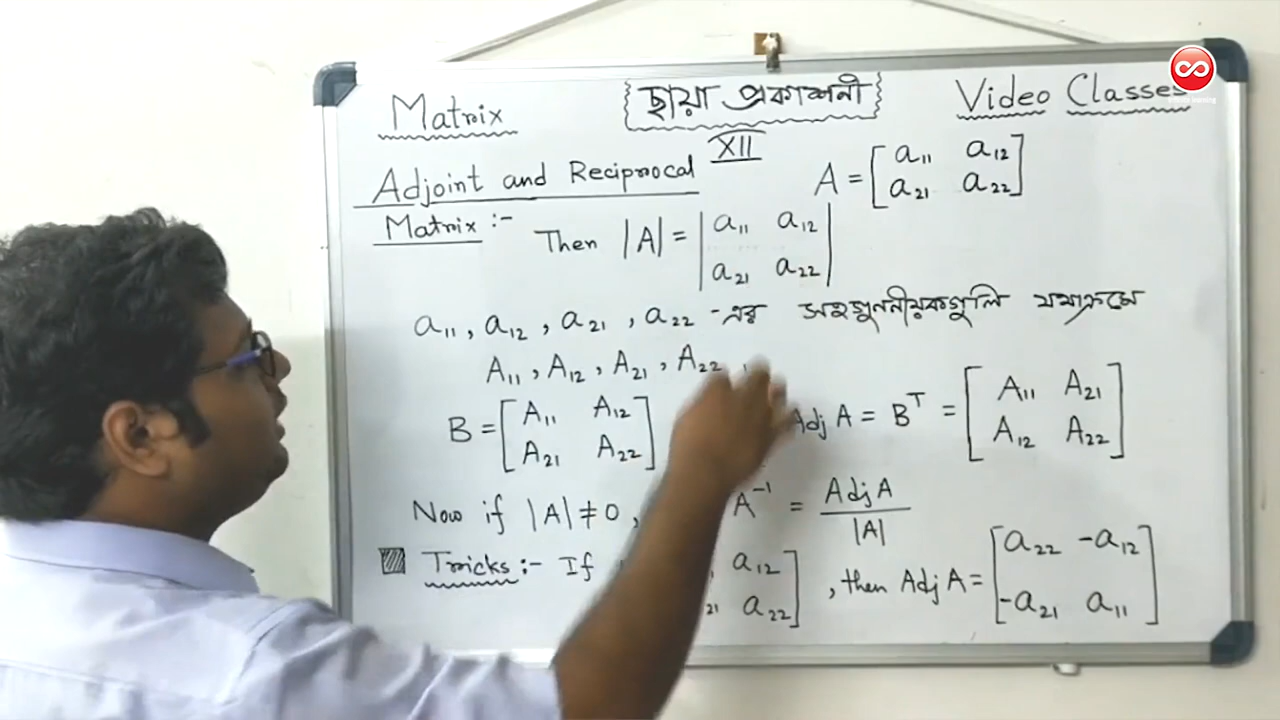 Matrix {ছায়া প্রকাশনী} Video Classes
XII
Adjoint and Reciprocal
Matrix :-
A = [a₁₁ a₁₂
a₂₁ a₂₂]
Then |A| = |a₁₁ a₁₂
a₂₁ a₂₂|
a₁₁, a₁₂, a₂₁, a₂₂ -এর সহগুণনীয়কগুলি যথাক্রমে
A₁₁, A₁₂, A₂₁, A₂₂
B = [A₁₁ A₁₂
A₂₁ A₂₂]
Adj A = Bᵀ = [A₁₁ A₂₁
A₁₂ A₂₂]
Now if |A| ≠ 0, A⁻¹ = Adj A / |A|
Tricks :- If a₁₂
₂₁ a₂₂] , then Adj A = [a₂₂ -a₁₂
-a₂₁ a₁₁]